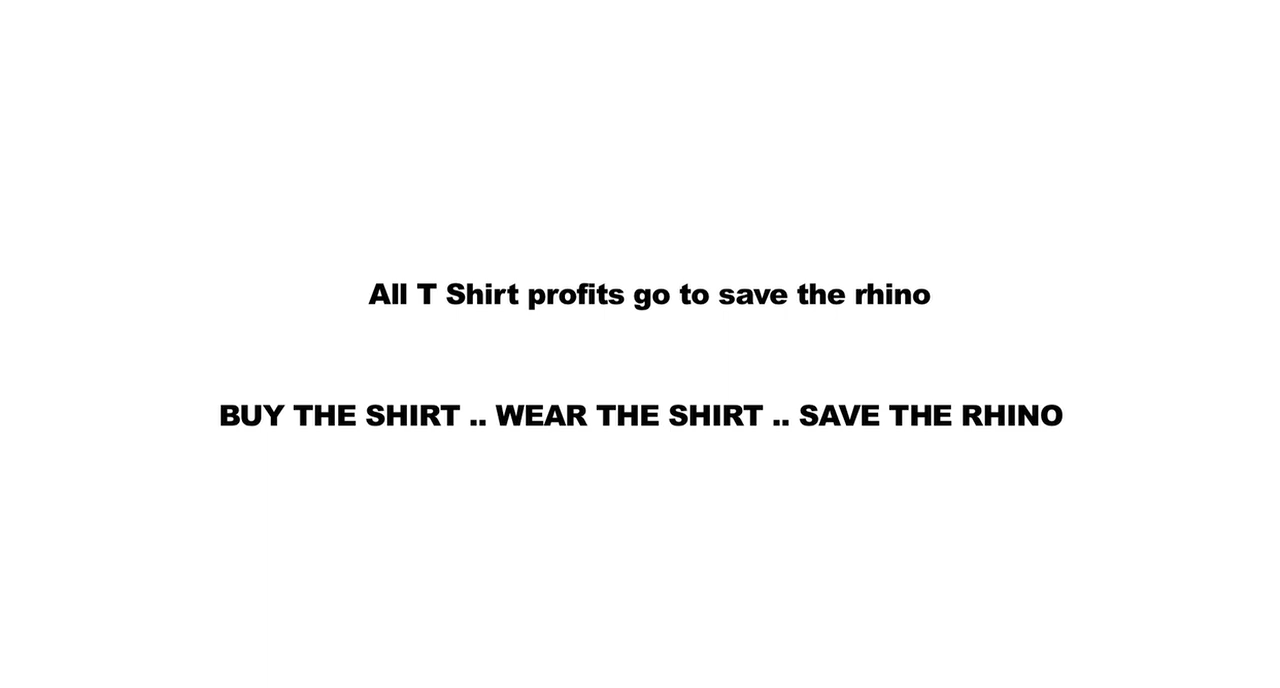 All T Shirt profits go to save the rhino
BUY THE SHIRT .. WEAR THE SHIRT .. SAVE THE RHINO